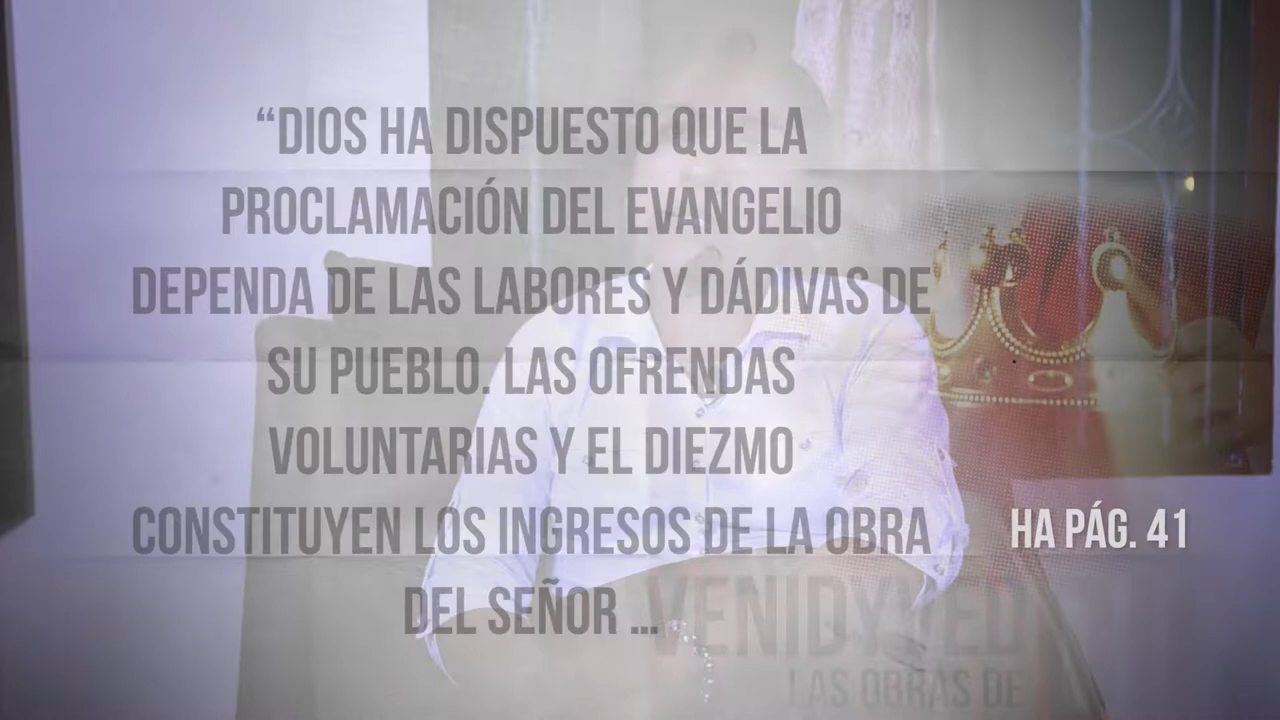 “DIOS HA DISPUESTO QUE LA
PROCLAMACIÓN DEL EVANGELIO
DEPENDA DE LAS LABORES Y DÁDIVAS DE
SU PUEBLO. LAS OFRENDAS
VOLUNTARIAS Y EL DIEZMO
CONSTITUYEN LOS INGRESOS DE LA OBRA
DEL SEÑOR ...
HA PÁG. 41
VENIDYVED
LAS OBRAS DE